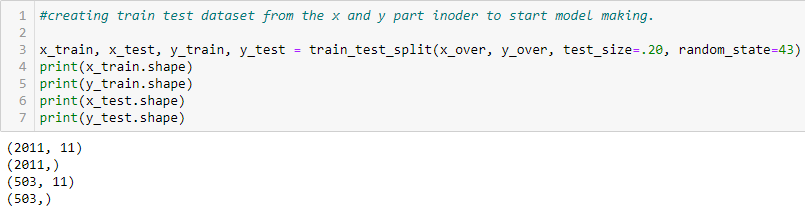 1 #creating train test dataset from the x and y part inoder to start model making.
2
3 x_train, x_test, y_train, y_test = train_test_split(x_over, y_over, test_size=.20, random_state=43)
4 print(x_train.shape)
5 print(y_train.shape)
6 print(x_test.shape)
7 print(y_test.shape)
(2011, 11)
(2011,)
(503, 11)
(503,)